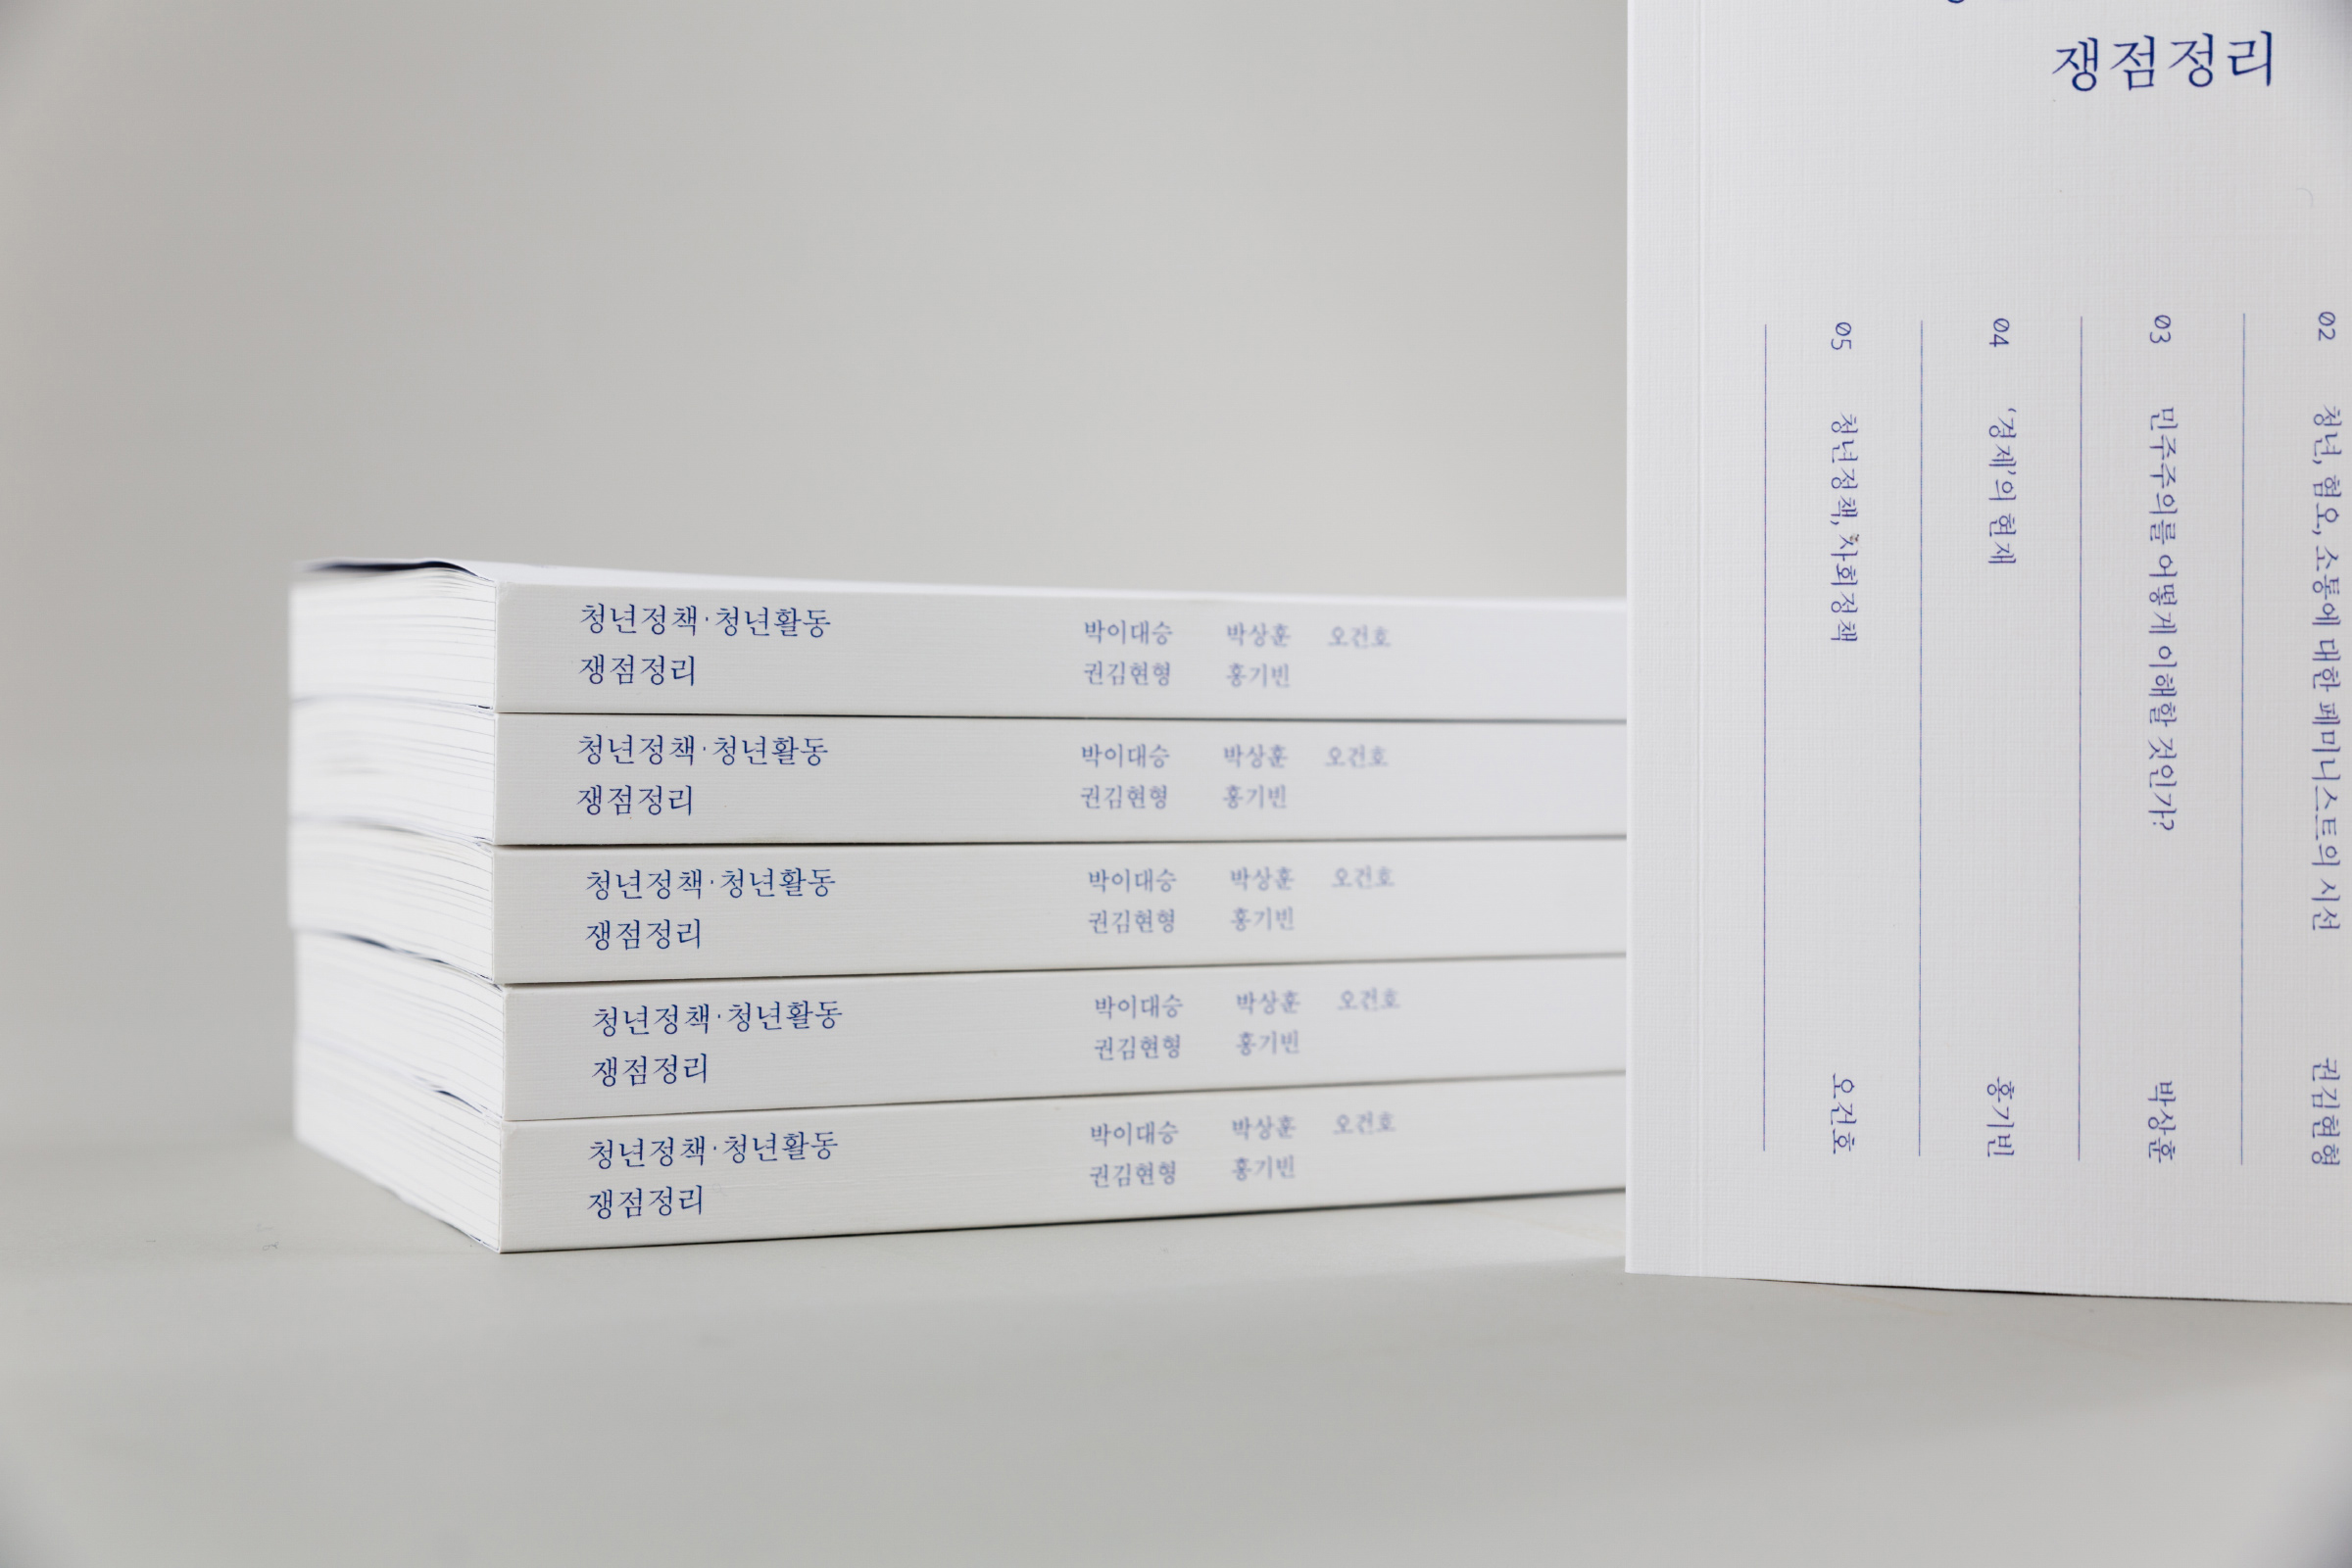 청년정책·청년활동
쟁점정리
박이대승 박상훈 오건호
권김현형 홍기빈
청년정책·청년활동
쟁점정리
박이대승 박상훈 오건호
권김현형 홍기빈
청년정책·청년활동
쟁점정리
박이대승 박상훈 오건호
권김현형 홍기빈
청년정책·청년활동
쟁점정리
박이대승 박상훈 오건호
권김현형 홍기빈
청년정책·청년활동
쟁점정리
박이대승 박상훈 오건호
권김현형 홍기빈
쟁점정리
02 청년, 혐오, 소통에 대한 페미니스트의 시선 권김현형
03 민주주의를 어떻게 이해할 것인가? 박상훈
04 ‘경제’의 현재 홍기빈
05 청년정책, 사회정책 오건호